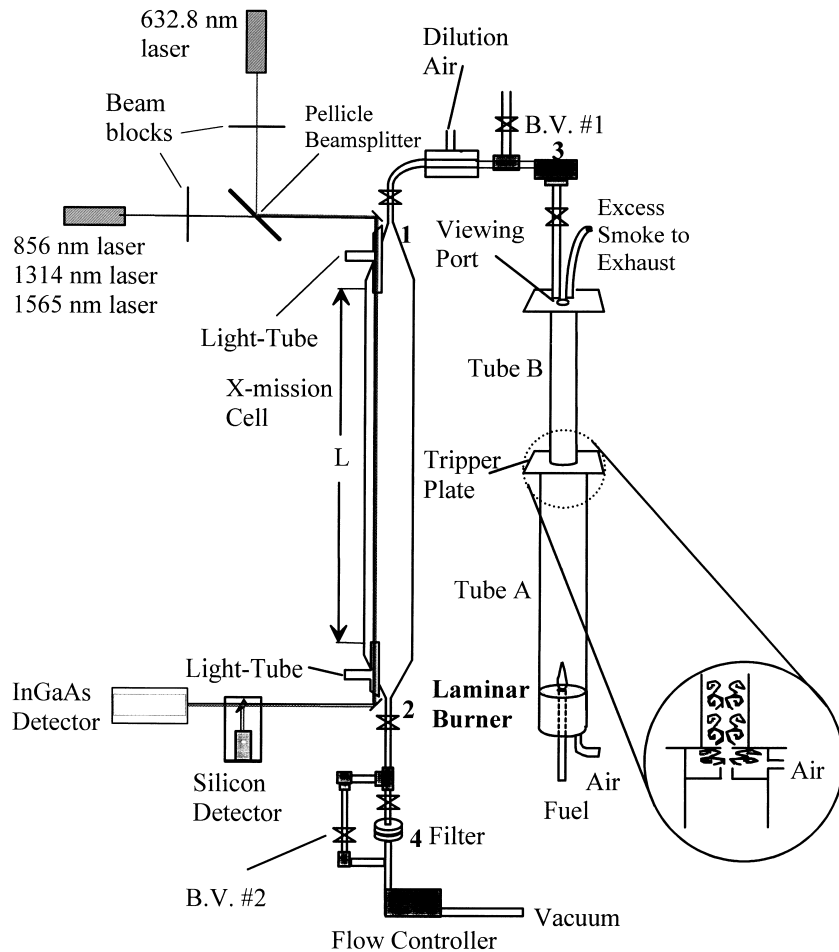 632.8 nm
laser
Dilution
Air
Beam
blocks
Pellicle
Beamsplitter
B.V. #1
3
856 nm laser
1314 nm laser
1565 nm laser
1
Viewing
Port
Excess
Smoke to
Exhaust
Light-Tube
X-mission
Cell
Tube B
L
Tripper
Plate
Tube A
Light-Tube
InGaAs
Detector
Laminar
Burner
2
Silicon
Detector
Air
Fuel
Air
4 Filter
B.V. #2
Vacuum
Flow Controller